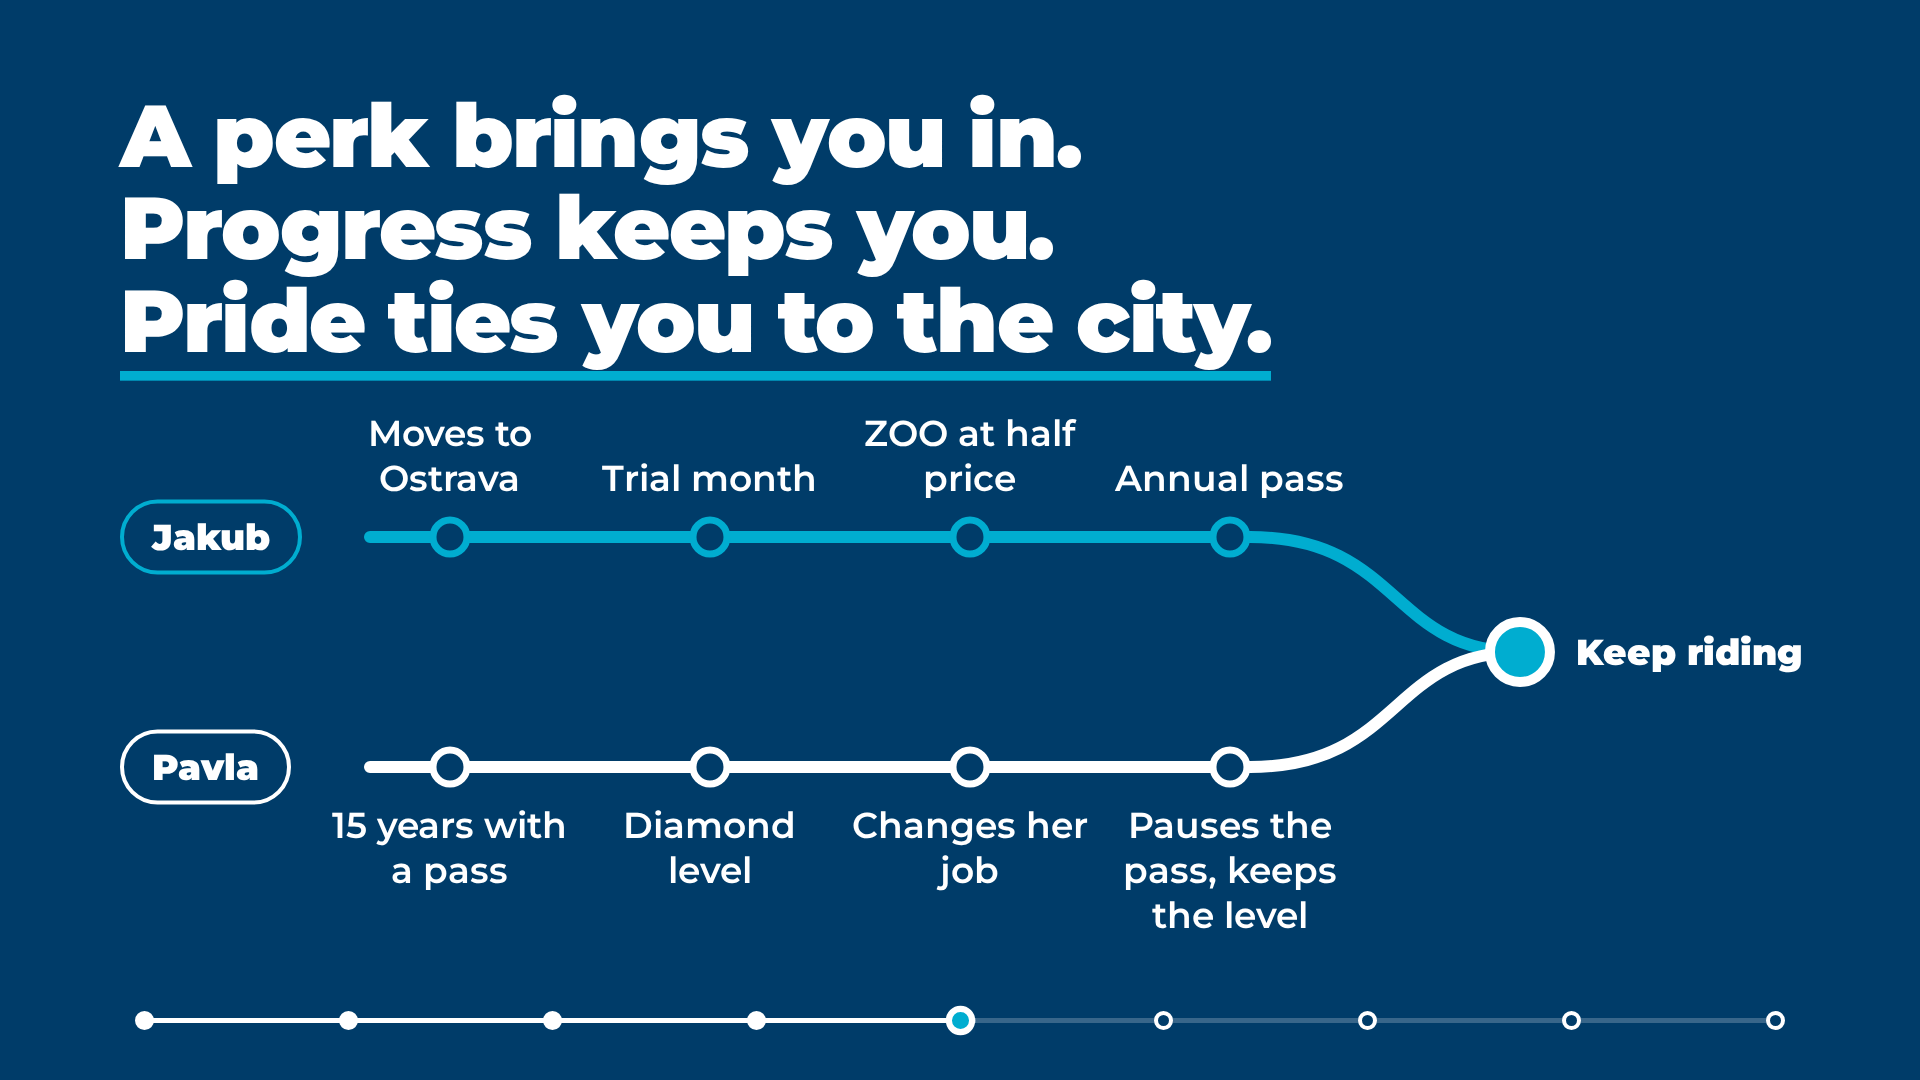 A perk brings you in.
Progress keeps you.
Pride ties you to the city.
Moves to
Ostrava
Trial month
ZOO at half
price
Annual pass
Jakub
Keep riding
Pavla
15 years with
a pass
Diamond
level
Changes her
job
Pauses the
pass, keeps
the level